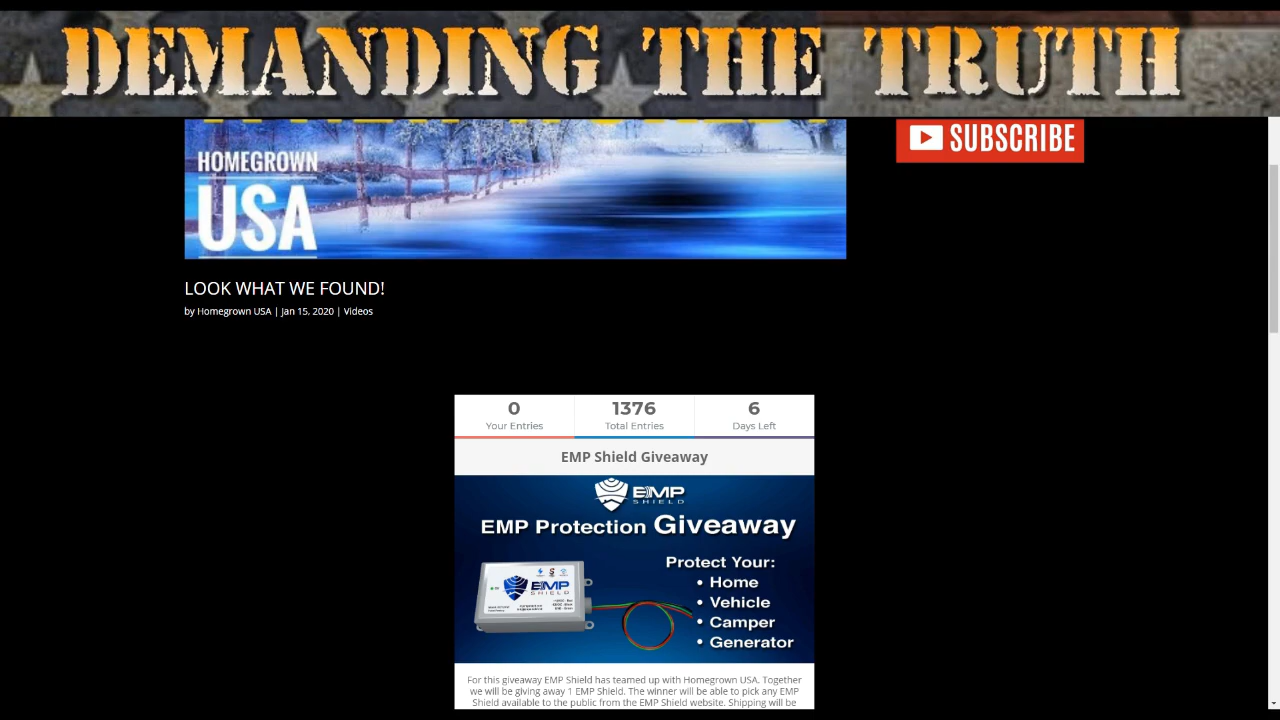 DEMANDING THE TRUTH
SUBSCRIBE
HOMEGROWN
USA
LOOK WHAT WE FOUND!
by Homegrown USA | Jan 15, 2020 | Videos
0
Your Entries
1376
Total Entries
6
Days Left
EMP Shield Giveaway
EMP
SHIELD
EMP Protection Giveaway
Protect Your:
• Home
• Vehicle
• Camper
• Generator
EMP
SHIELD
For this giveaway EMP Shield has teamed up with Homegrown USA. Together
we will be giving away 1 EMP Shield. The winner will be able to pick any EMP
Shield available to the public from the EMP Shield website. Shipping will be